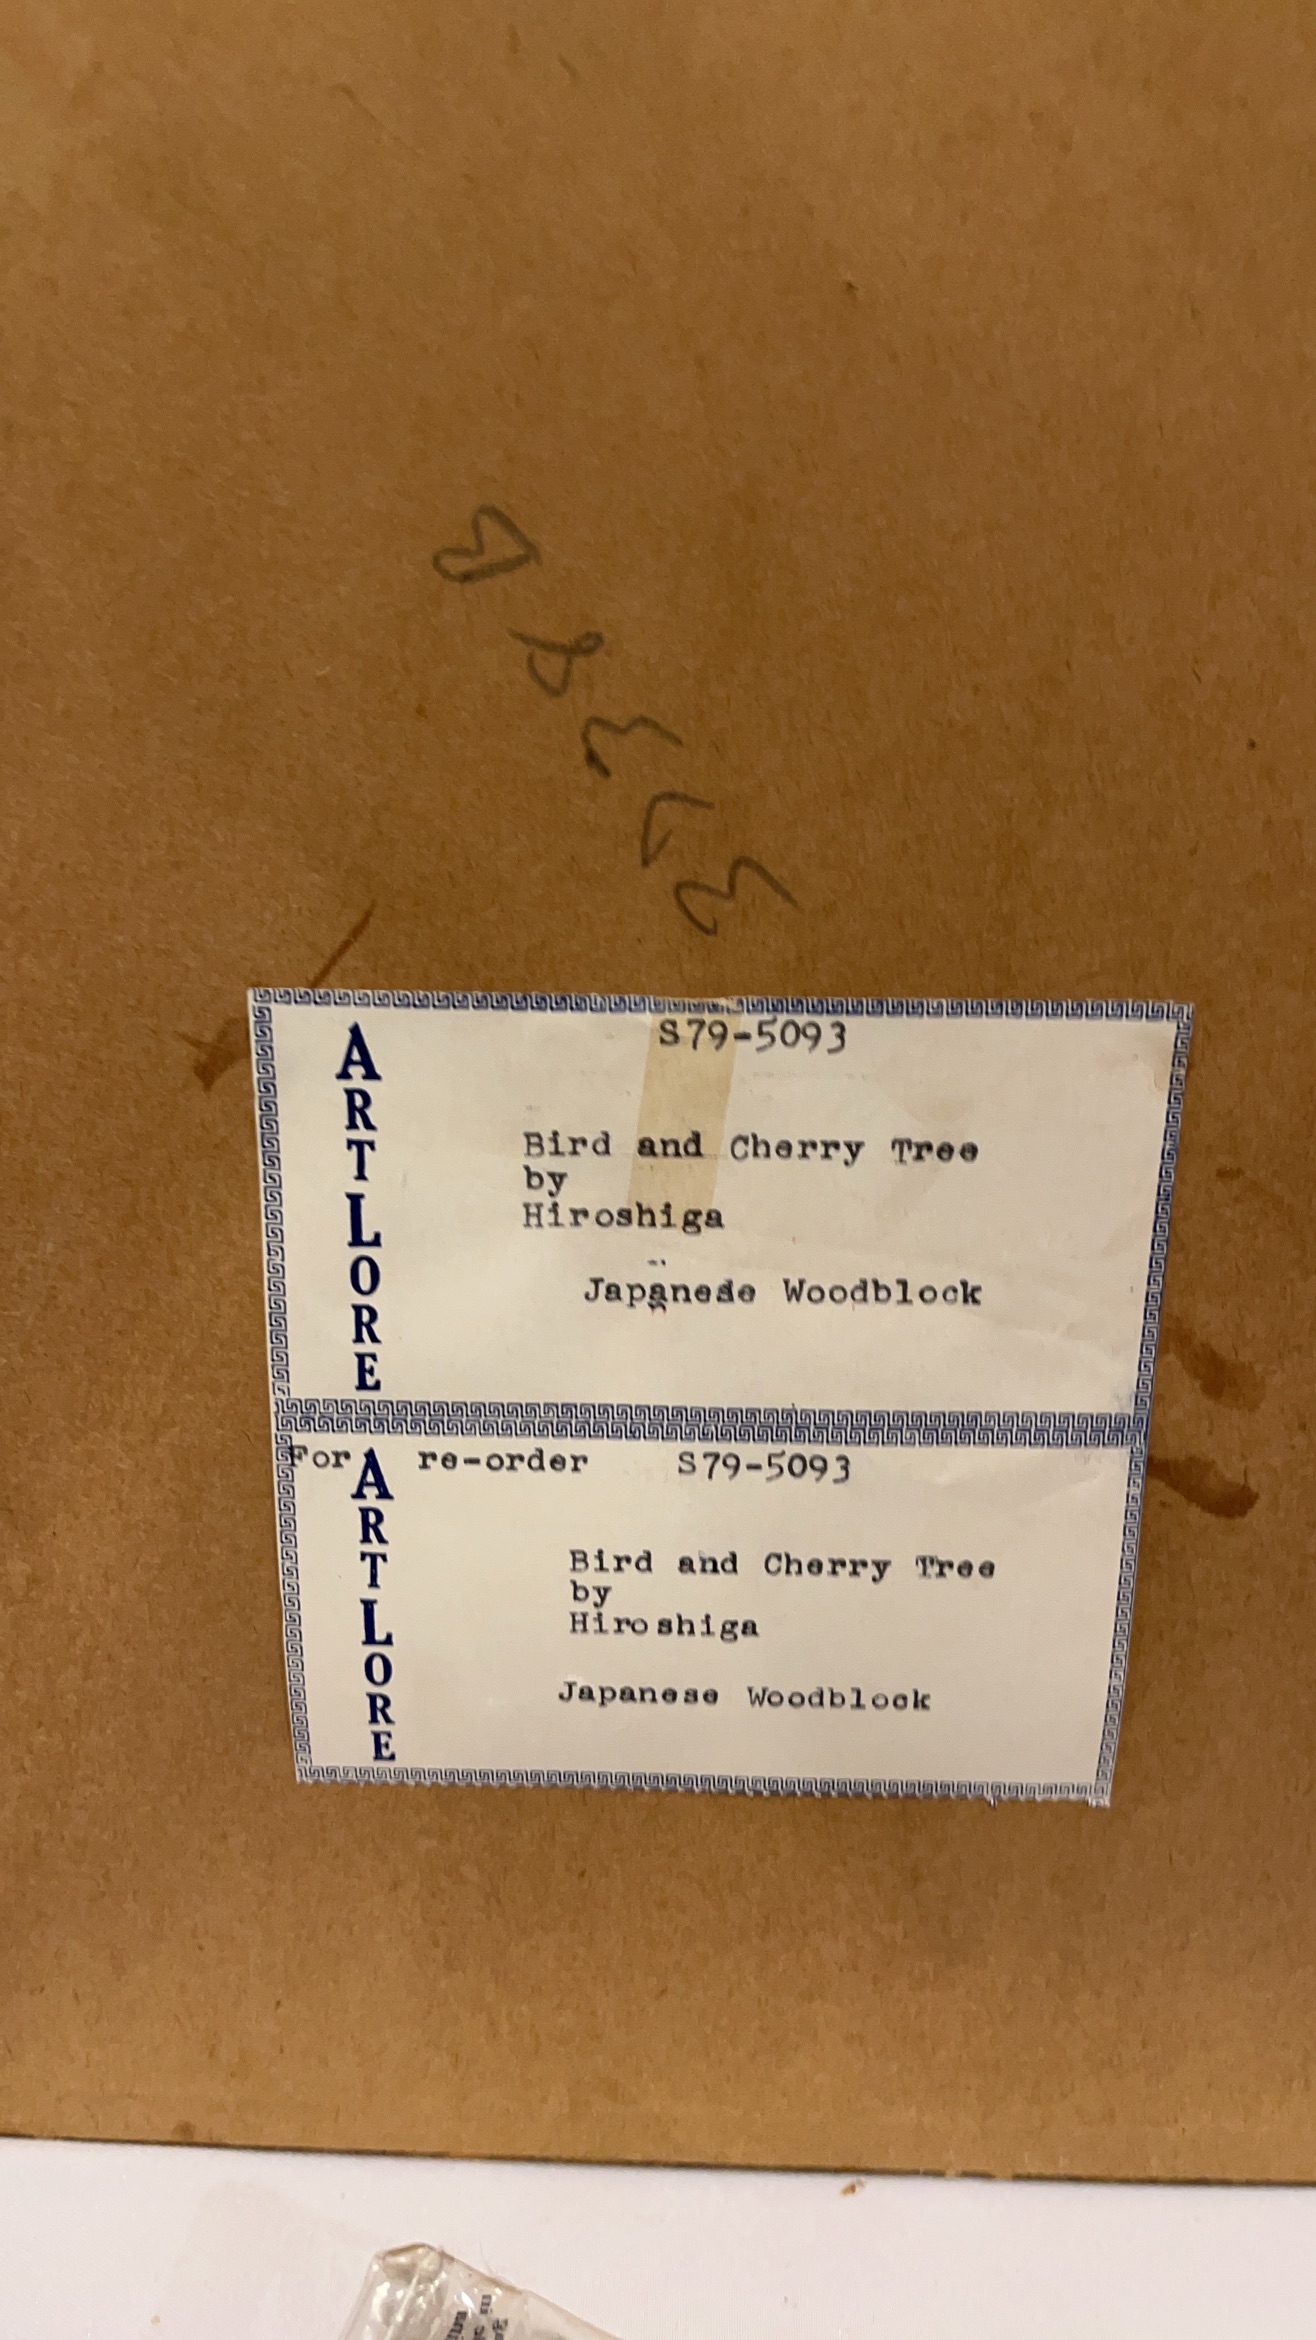 S79-5093
ARTLORE
Bird and Cherry Tree
by
Hiroshiga
Japanese Woodblock
For re-order S79-5093
ARTLORE
Bird and Cherry Tree
by
Hiroshiga
Japanese Woodblock